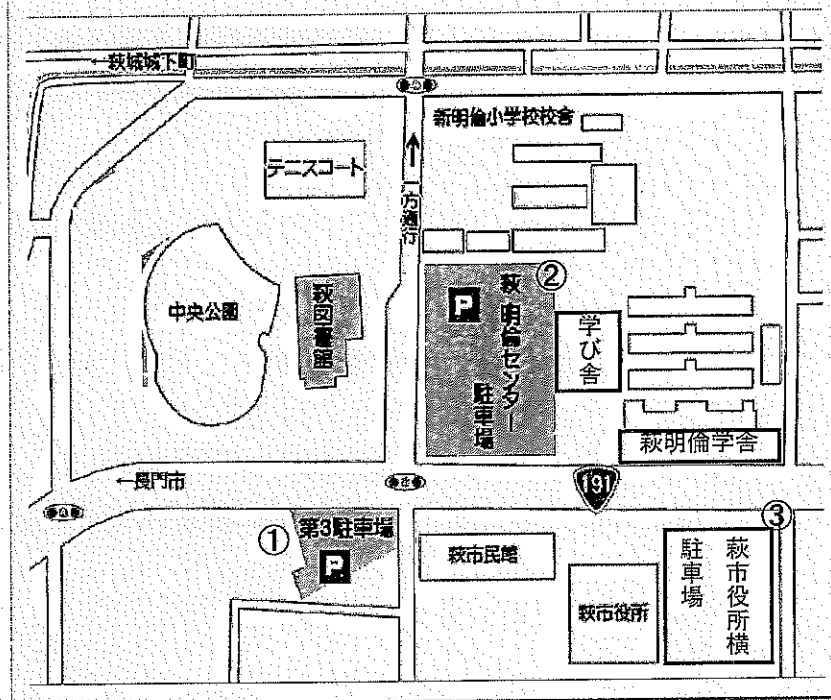 ←萩城城下町
新明倫小学校校舎
テニスコート
一方通行
②
中央公園
萩図書館
P
萩・明倫センター
駐車場
学び舎
萩明倫学舎
←長門市
191
①
第3駐車場
P
③
萩市民館
萩市役所
萩市役所横
駐車場